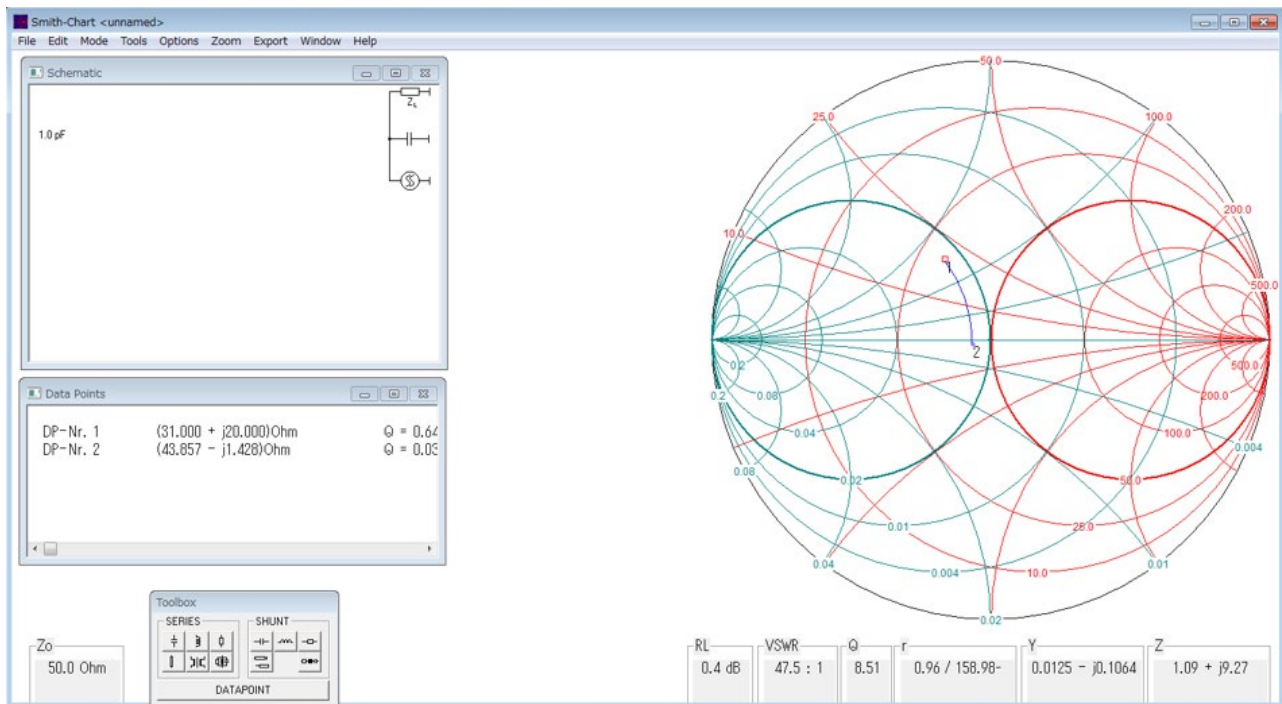 Smith-Chart <unnamed>
File Edit Mode Tools Options Zoom Export Window Help
Schematic
1.0 pF
Data Points
DP-Nr. 1 (31.000 + j20.000)Ohm Q = 0.64
DP-Nr. 2 (43.857 - j1.428)Ohm Q = 0.03
Toolbox
SERIES SHUNT
DATAPOINT
Zo
50.0 Ohm
50.0
25.0 100.0
10.0 200.0
1
500.0
2
0.2 500.0
0.2 0.08 200.0
0.04 100.0 0.004
0.08
0.02 50.0
0.01 25.0
0.04 0.004 10.0 0.01
0.02
RL VSWR Q r Y Z
0.4 dB 47.5 : 1 8.51 0.96 / 158.98- 0.0125 - j0.1064 1.09 + j9.27